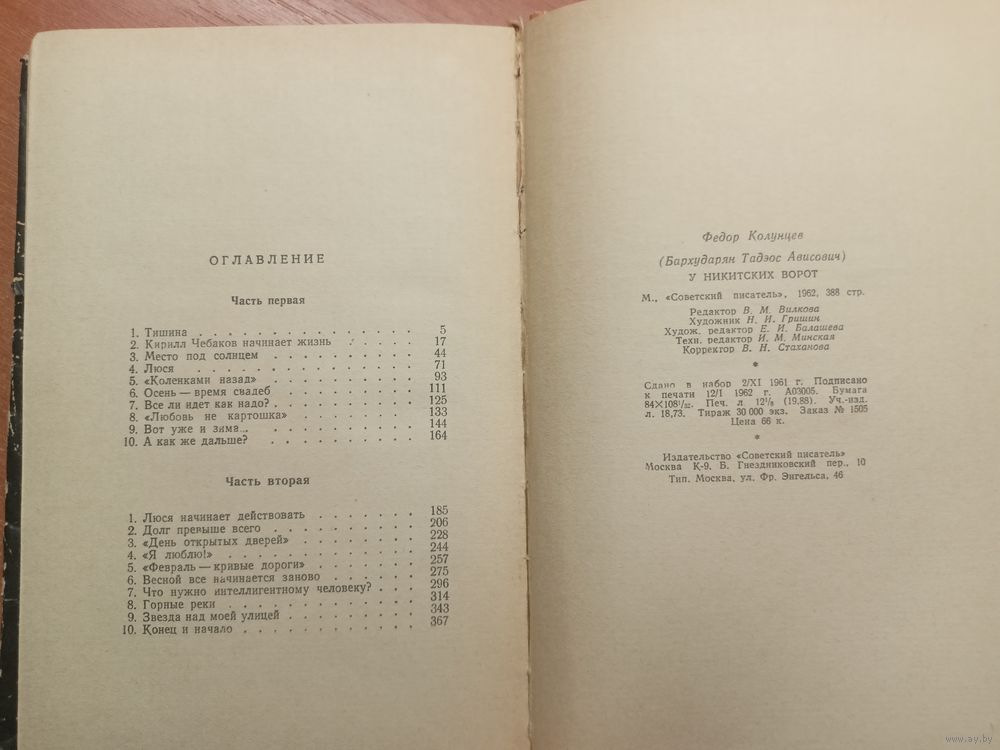 ОГЛАВЛЕНИЕ
Часть первая
1. Тишина . . . . . . . . . . . . . . . 5
2. Кирилл Чебаков начинает жизнь . . . . . 17
3. Место под солнцем . . . . . . . . . . 44
4. Люся . . . . . . . . . . . . . . 71
5. «Коленками назад» . . . . . . . . . . 93
6. Осень — время свадеб . . . . . . . . . 111
7. Все ли идет как надо? . . . . . . . . . 125
8. «Любовь не картошка» . . . . . . . . 133
9. Вот уже и зима... . . . . . . . . . . 144
10. А как же дальше? . . . . . . . . . 164
Часть вторая
1. Люся начинает действовать . . . . . . . 185
2. Долг превыше всего . . . . . . . . . . 206
3. «День открытых дверей» . . . . . . . . 228
4. «Я люблю!» . . . . . . . . . . . . 244
5. «Февраль — кривые дороги» . . . . . . . 257
6. Весной все начинается заново . . . . . . 275
7. Что нужно интеллигентному человеку? . . . 296
8. Горные реки . . . . . . . . . . . . 314
9. Звезда над моей улицей . . . . . . . . 343
10. Конец и начало . . . . . . . . . . . 367
Федор Колунцев
(Бархударян Тадэос Ависович)
У НИКИТСКИХ ВОРОТ
М., «Советский писатель», 1962, 388 стр.
Редактор В. М. Вилкова
Художник Н. И. Гришин
Худож. редактор Е. И. Балашева
Техн. редактор И. М. Минская
Корректор В. Н. Стаханова
*
Сдано в набор 2/XI 1961 г. Подписано
к печати 12/I 1962 г. А03005. Бумага
84×108¹/₃₂. Печ. л. 12¹/₈ (19,88). Уч.-изд.
л. 18,73. Тираж 30 000 экз. Заказ № 1505
Цена 66 к.
*
Издательство «Советский писатель»
Москва К-9. Б. Гнездниковский пер., 10
Тип. Москва, ул. Фр. Энгельса, 46
www.ay.by